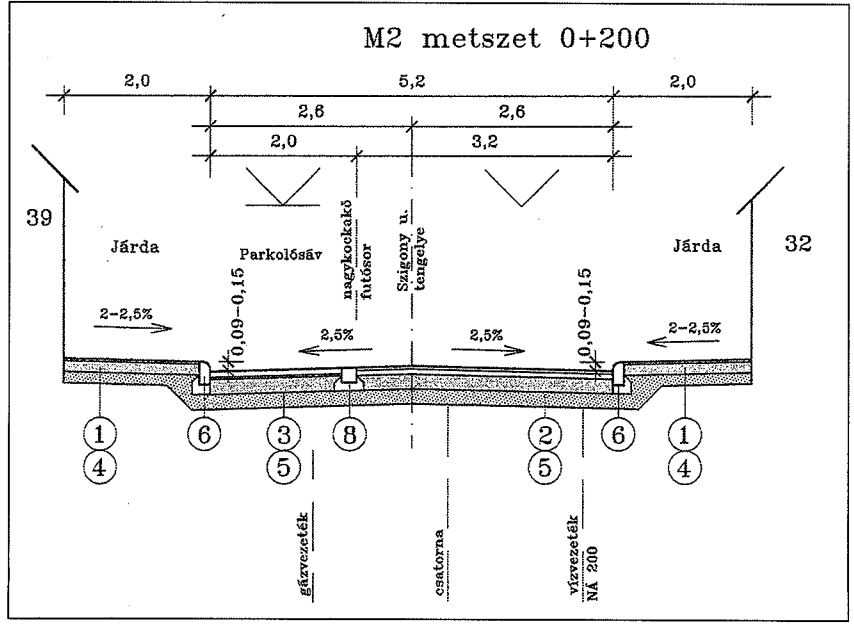 M2 metszet 0+200
2,0
5,2
2,0
2,6
2,6
2,0
3,2
39
32
Járda
Parkolósáv
nagykockakő
futósor
Szigony u.
tengelye
Járda
0,09-0,15
0,09-0,15
2-2,5%
2,5%
2,5%
2-2,5%
1
4
6
3
5
8
2
5
6
1
4
gázvezeték
csatorna
vízvezeték
NÁ 200